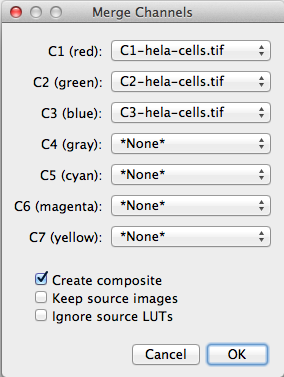 Merge Channels
C1 (red): C1-hela-cells.tif
C2 (green): C2-hela-cells.tif
C3 (blue): C3-hela-cells.tif
C4 (gray): *None*
C5 (cyan): *None*
C6 (magenta): *None*
C7 (yellow): *None*
Create composite
Keep source images
Ignore source LUTs
Cancel OK